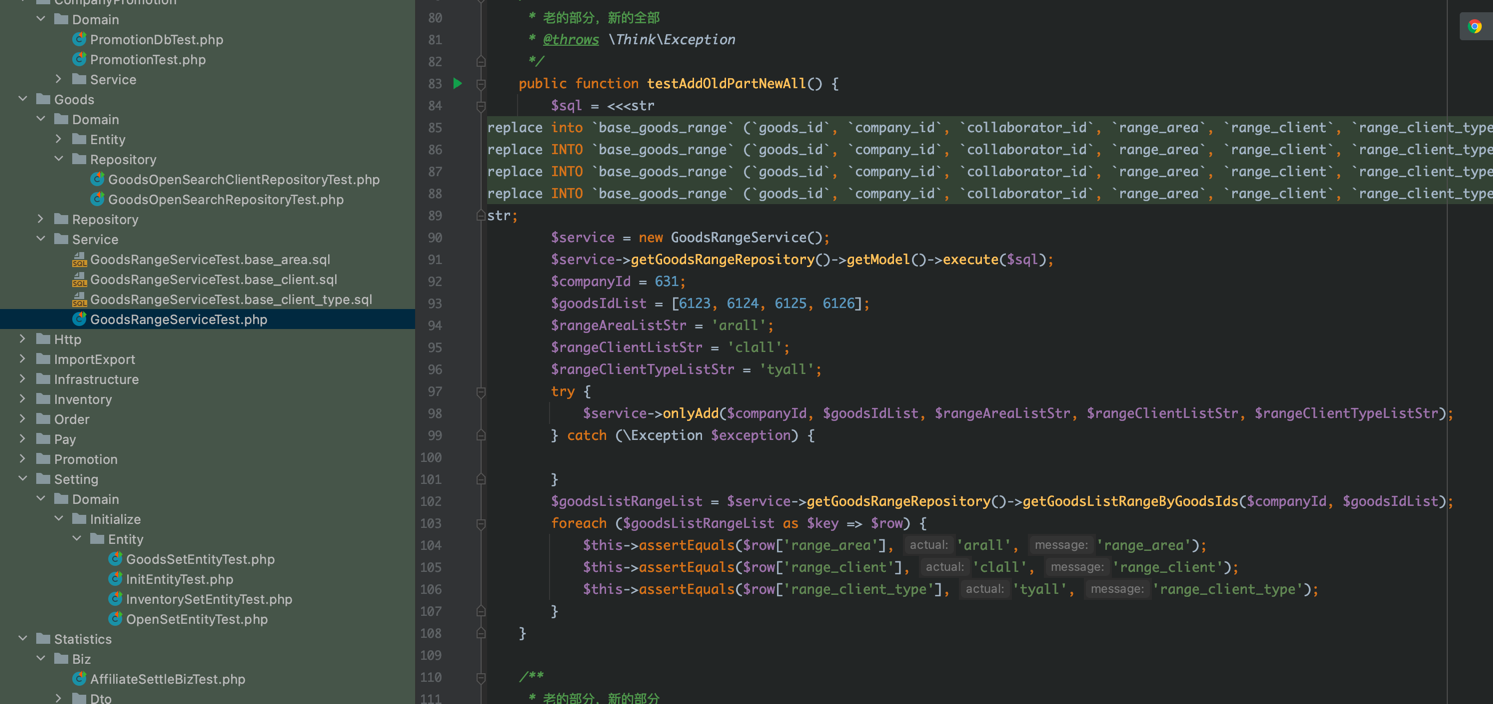 CompanyPromotion
Domain
PromotionDbTest.php
PromotionTest.php
Service
Goods
Domain
Entity
Repository
GoodsOpenSearchClientRepositoryTest.php
GoodsOpenSearchRepositoryTest.php
Repository
Service
GoodsRangeServiceTest.base_area.sql
GoodsRangeServiceTest.base_client.sql
GoodsRangeServiceTest.base_client_type.sql
GoodsRangeServiceTest.php
Http
ImportExport
Infrastructure
Inventory
Order
Pay
Promotion
Setting
Domain
Initialize
Entity
GoodsSetEntityTest.php
InitEntityTest.php
InventorySetEntityTest.php
OpenSetEntityTest.php
Statistics
Biz
AffiliateSettleBizTest.php
Dto
80 * 老的部分，新的全部
81 * @throws \Think\Exception
82 */
83 public function testAddOldPartNewAll() {
84 $sql = <<<str
85 replace into `base_goods_range` (`goods_id`, `company_id`, `collaborator_id`, `range_area`, `range_client`, `range_client_type
86 replace INTO `base_goods_range` (`goods_id`, `company_id`, `collaborator_id`, `range_area`, `range_client`, `range_client_type
87 replace INTO `base_goods_range` (`goods_id`, `company_id`, `collaborator_id`, `range_area`, `range_client`, `range_client_type
88 replace INTO `base_goods_range` (`goods_id`, `company_id`, `collaborator_id`, `range_area`, `range_client`, `range_client_type
89 str;
90 $service = new GoodsRangeService();
91 $service->getGoodsRangeRepository()->getModel()->execute($sql);
92 $companyId = 631;
93 $goodsIdList = [6123, 6124, 6125, 6126];
94 $rangeAreaListStr = 'arall';
95 $rangeClientListStr = 'clall';
96 $rangeClientTypeListStr = 'tyall';
97 try {
98 $service->onlyAdd($companyId, $goodsIdList, $rangeAreaListStr, $rangeClientListStr, $rangeClientTypeListStr);
99 } catch (\Exception $exception) {
100
101 }
102 $goodsListRangeList = $service->getGoodsRangeRepository()->getGoodsListRangeByGoodsIds($companyId, $goodsIdList);
103 foreach ($goodsListRangeList as $key => $row) {
104 $this->assertEquals($row['range_area'], actual: 'arall', message: 'range_area');
105 $this->assertEquals($row['range_client'], actual: 'clall', message: 'range_client');
106 $this->assertEquals($row['range_client_type'], actual: 'tyall', message: 'range_client_type');
107 }
108 }
109
110 /**
111 * 老的部分，新的部分